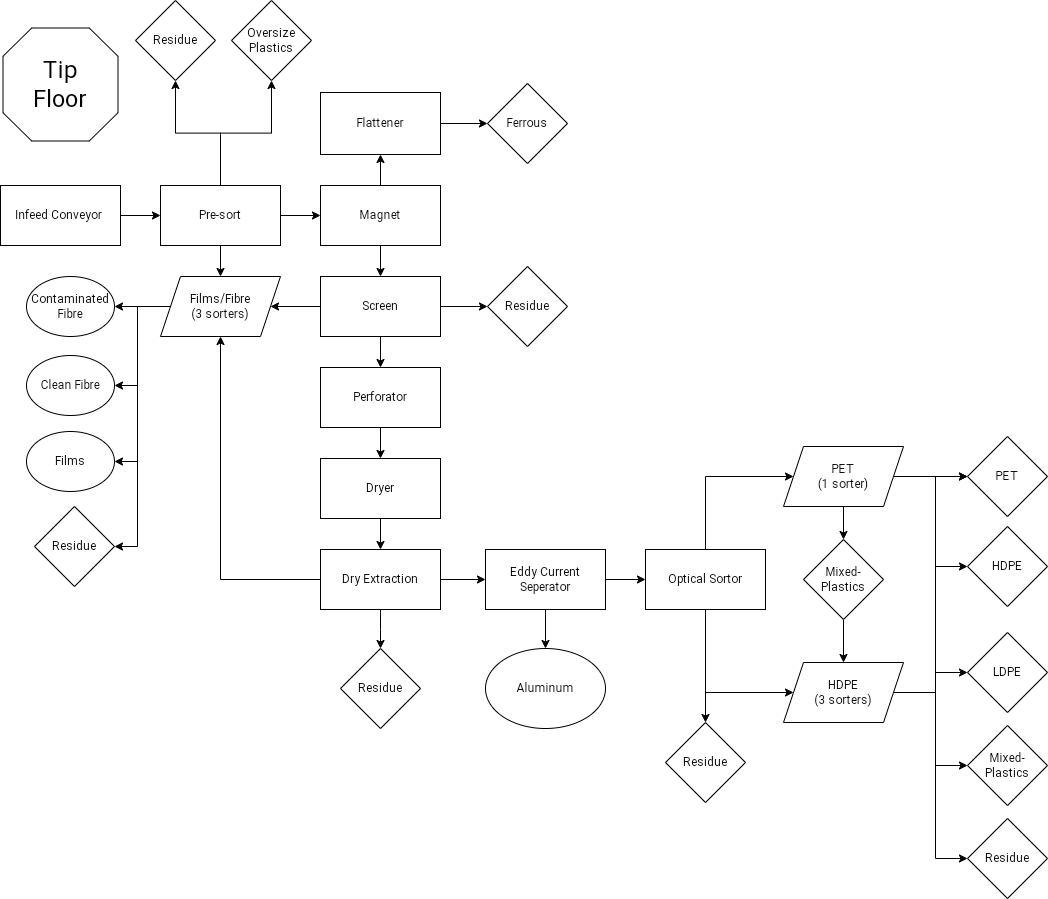 Residue
Oversize
Plastics
Tip
Floor
Flattener
Ferrous
Infeed Conveyor
Pre-sort
Magnet
Contaminated
Fibre
Films/Fibre
(3 sorters)
Screen
Residue
Clean Fibre
Perforator
Films
Dryer
PET
(1 sorter)
PET
Residue
Dry Extraction
Eddy Current
Seperator
Optical Sortor
Mixed-
Plastics
HDPE
Residue
Aluminum
HDPE
(3 sorters)
LDPE
Residue
Mixed-
Plastics
Residue